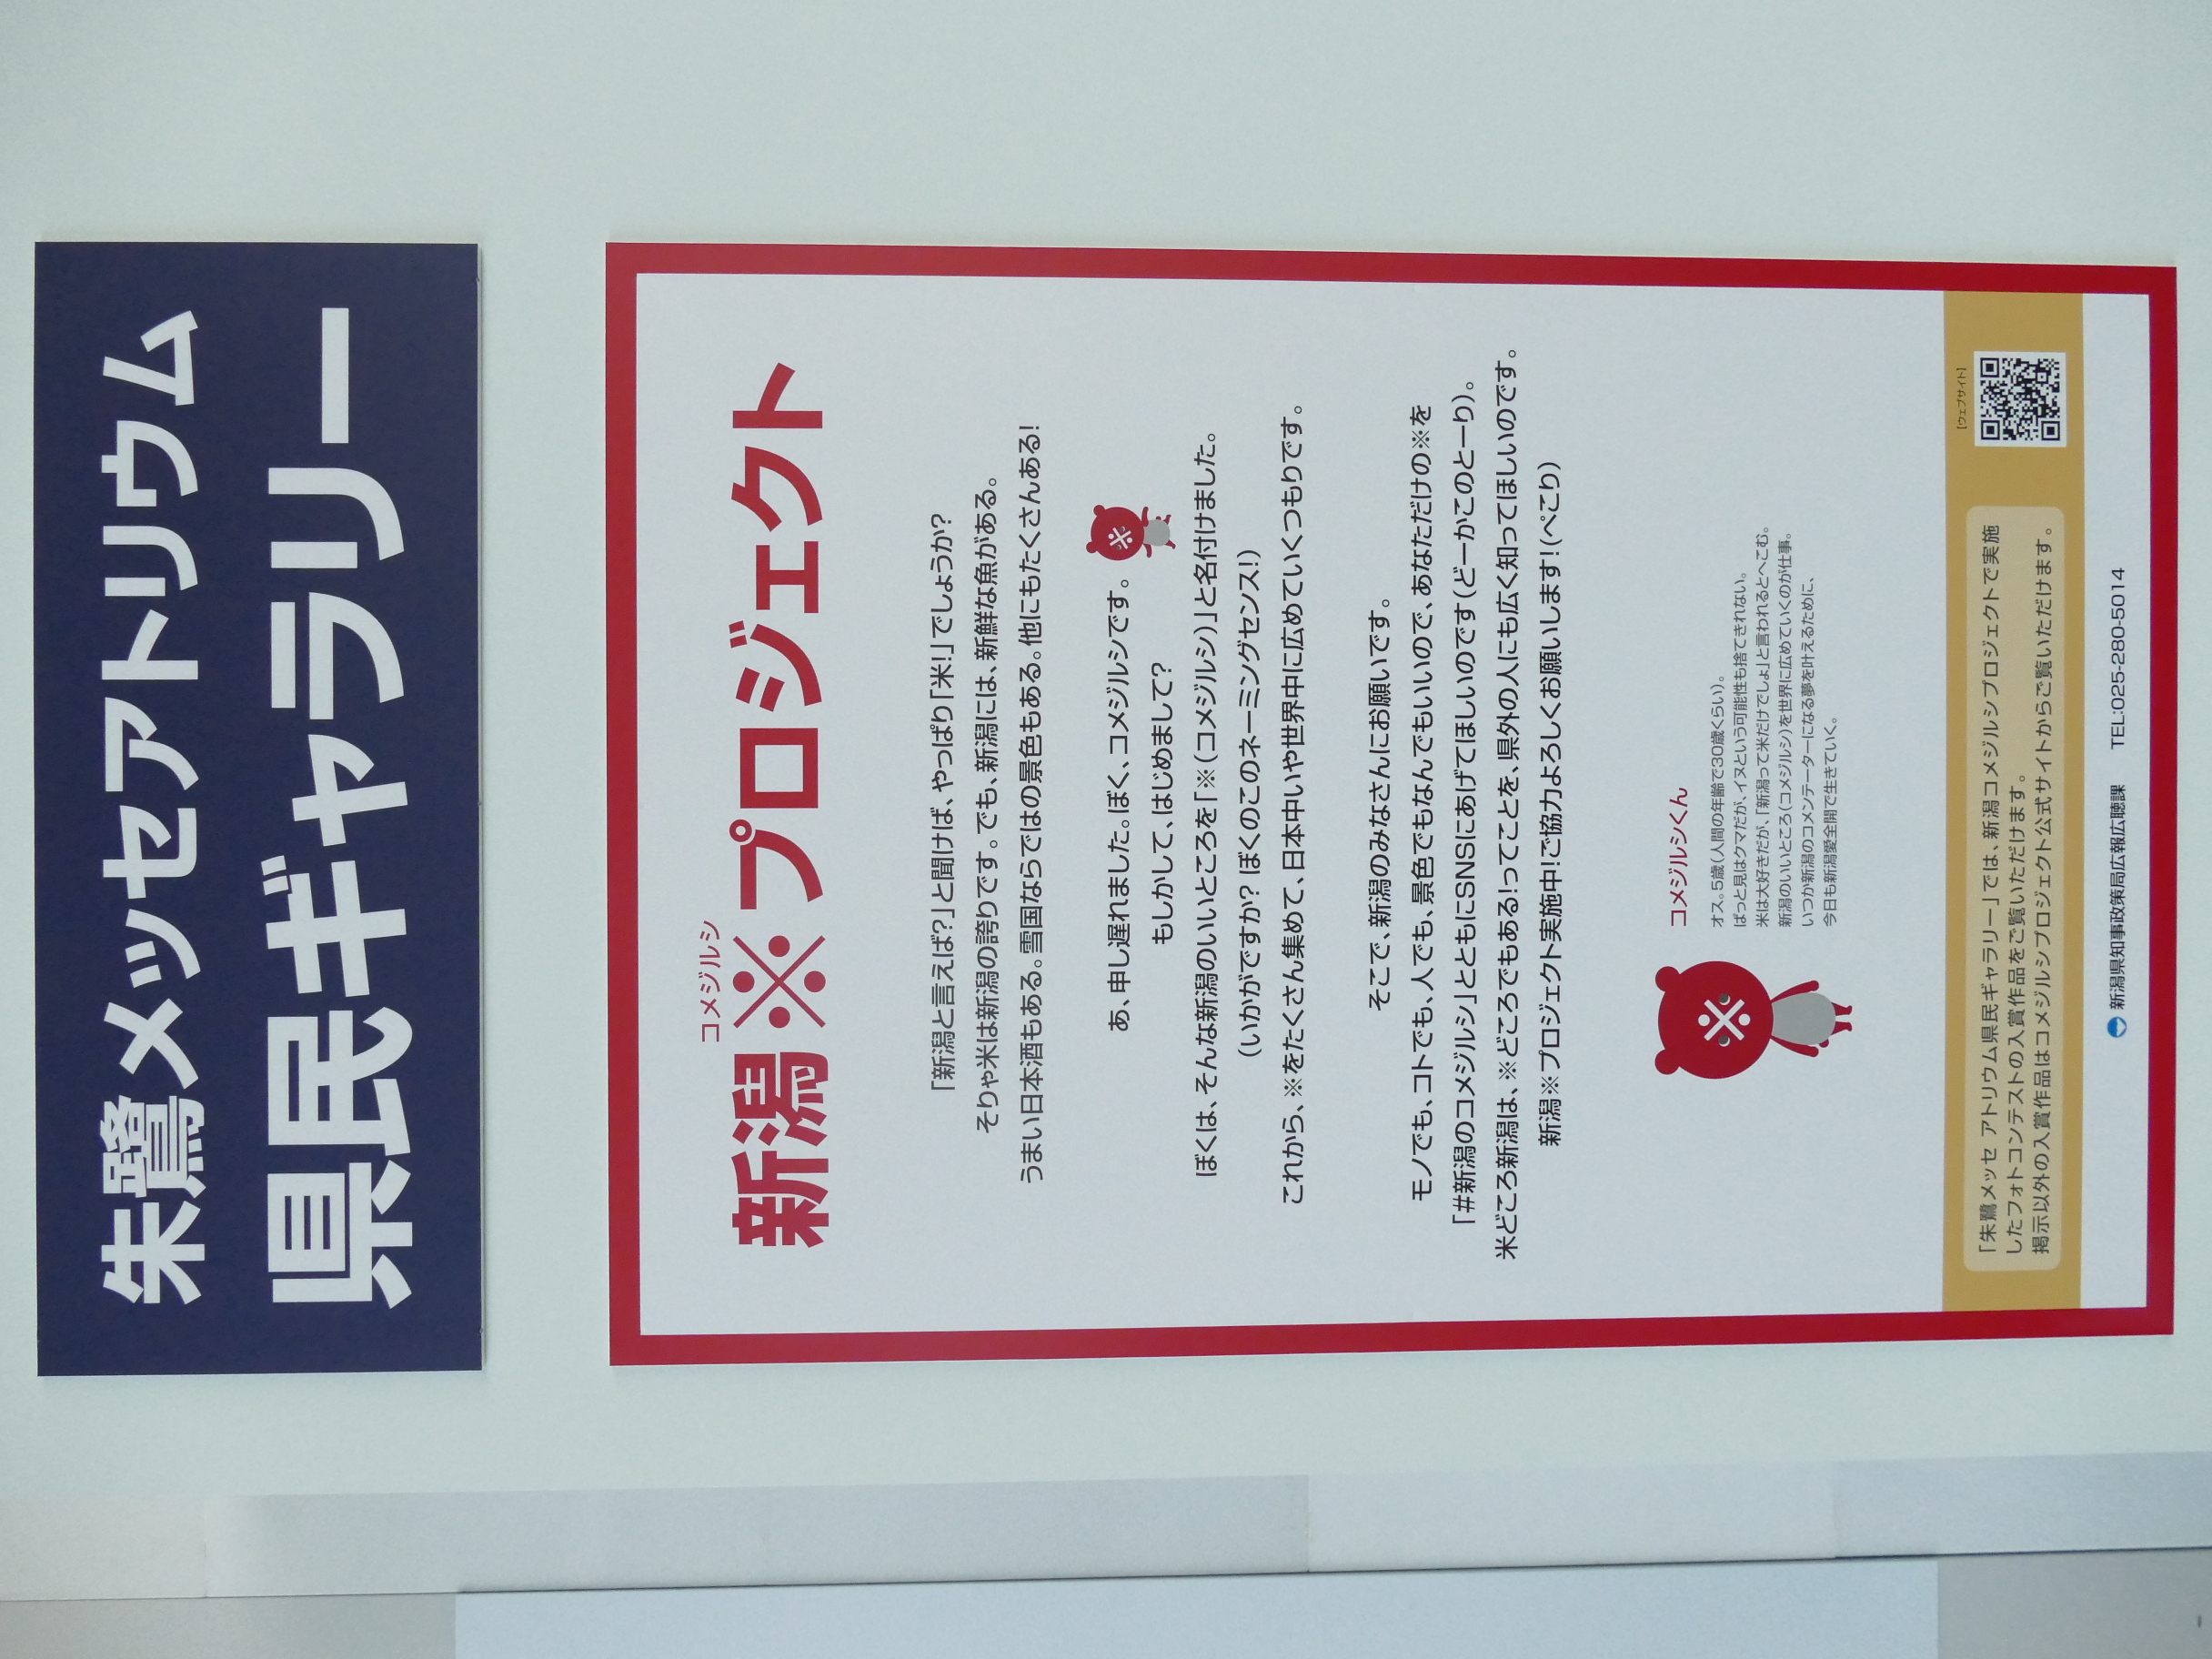 朱鷺メッセアトリウム
県民ギャラリー
コメジルシ
新潟※プロジェクト
「新潟と言えば?」と聞けば、やっぱり「米!」でしょうか?
そりゃ米は新潟の誇りです。でも、新潟には、新鮮な魚がある。
うまい日本酒もある。雪国ならではの景色もある。他にもたくさんある!
あ、申し遅れました。ぼく、コメジルシです。
もしかして、はじめまして?
ぼくは、そんな新潟のいいところを「※(コメジルシ)」と名付けました。
(いかがですか? ぼくのこのネーミングセンス!)
これから、※をたくさん集めて、日本中いや世界中に広めていくつもりです。
そこで、新潟のみなさんにお願いです。
モノでも、コトでも、人でも、景色でもなんでもいいので、あなただけの※を
「#新潟のコメジルシ」とともにSNSにあげてほしいのです(どーかこのとーり)。
米どころ新潟は、※どころでもある!ってことを、県外の人にも広く知ってほしいのです。
新潟※プロジェクト実施中!ご協力よろしくお願いします!(ぺこり)
コメジルシくん
オス。5歳(人間の年齢で30歳くらい)。
ぱっと見はクマだが、イヌという可能性も捨てきれない。
米は大好きだが、「新潟って米だけでしょ」と言われるとへこむ。
新潟のいいところ(コメジルシ)を世界に広めていくのが仕事。
いつか新潟のコメンテーターになる夢を叶えるために、
今日も新潟愛全開で生きていく。
「朱鷺メッセ アトリウム県民ギャラリー」では、新潟コメジルシプロジェクトで実施
したフォトコンテストの入賞作品をご覧いただけます。
掲示以外の入賞作品はコメジルシプロジェクト公式サイトからご覧いただけます。
【ウェブサイト】
新潟県知事政策局広報広聴課 TEL:025-280-5014